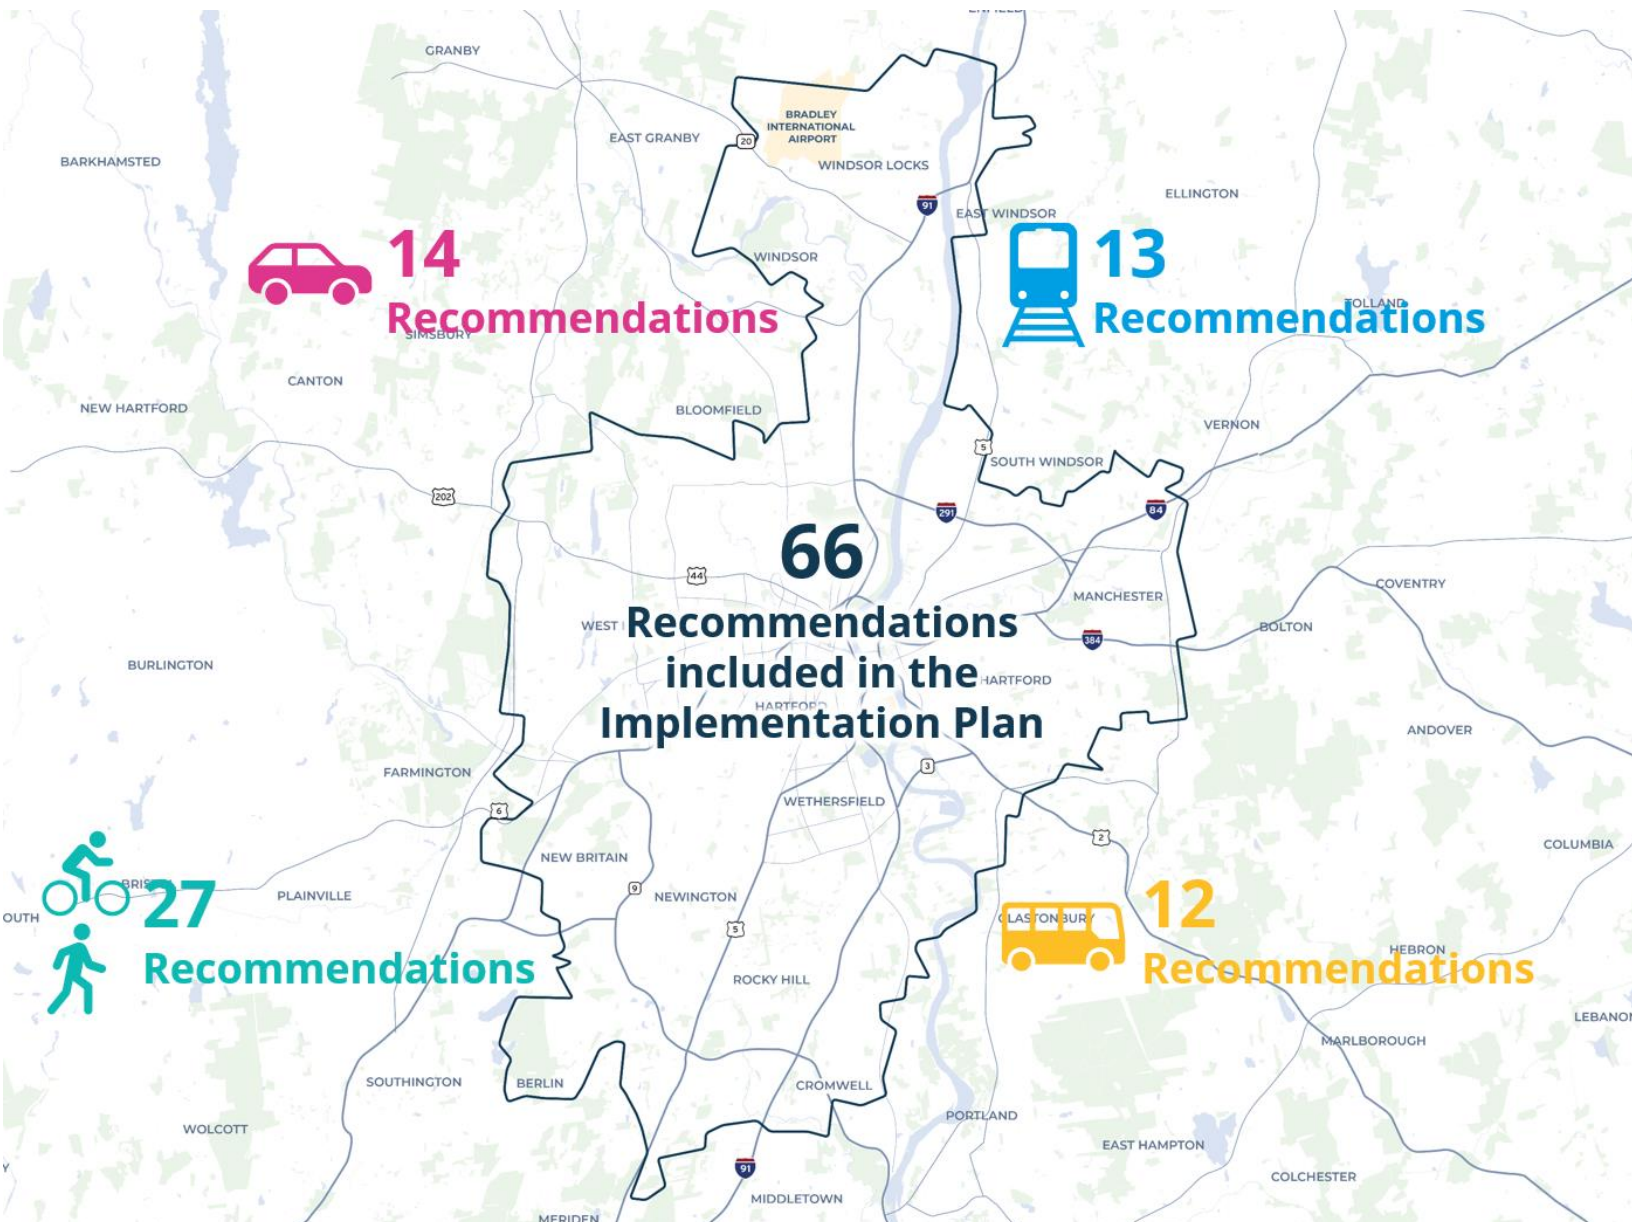 ENFIELD
GRANBY
BRADLEY
INTERNATIONAL
AIRPORT
EAST GRANBY
20
BARKHAMSTED
WINDSOR LOCKS
ELLINGTON
91
EAST WINDSOR
14
Recommendations
13
Recommendations
WINDSOR
TOLLAND
SIMSBURY
CANTON
NEW HARTFORD
BLOOMFIELD
VERNON
5
SOUTH WINDSOR
202
291
84
66
Recommendations
included in the
Implementation Plan
44
COVENTRY
MANCHESTER
WEST
BOLTON
384
BURLINGTON
HARTFORD
HARTFORD
ANDOVER
3
FARMINGTON
WETHERSFIELD
6
2
COLUMBIA
NEW BRITAIN
9
NEWINGTON
PLAINVILLE
27
Recommendations
OUTH
5
GLASTONBURY
12
Recommendations
HEBRON
ROCKY HILL
LEBANON
MARLBOROUGH
SOUTHINGTON
BERLIN
CROMWELL
PORTLAND
WOLCOTT
EAST HAMPTON
91
COLCHESTER
Y
MIDDLETOWN
MERIDEN